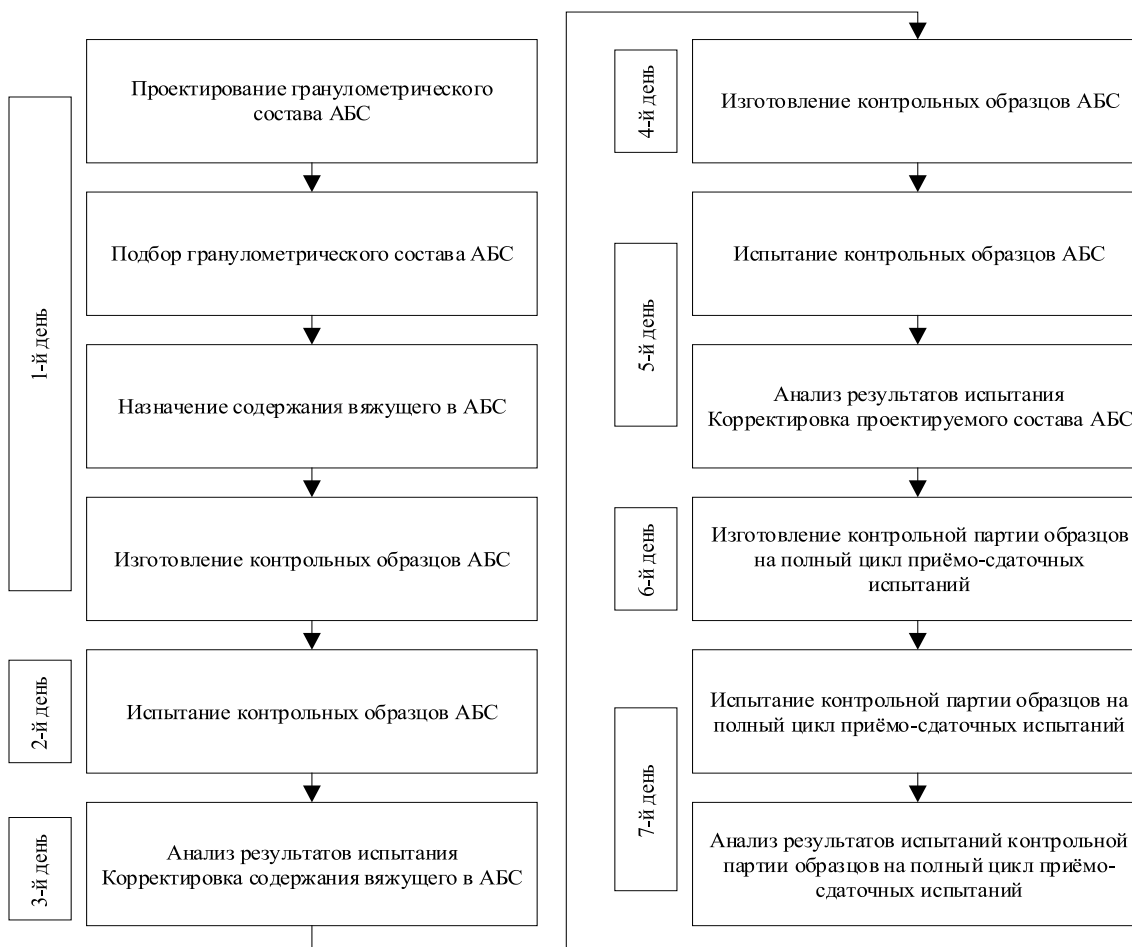 1-й день
Проектирование гранулометрического
состава АБС
Подбор гранулометрического состава АБС
Назначение содержания вяжущего в АБС
Изготовление контрольных образцов АБС
2-й день
Испытание контрольных образцов АБС
3-й день
Анализ результатов испытания
Корректировка содержания вяжущего в АБС
4-й день
Изготовление контрольных образцов АБС
5-й день
Испытание контрольных образцов АБС
Анализ результатов испытания
Корректировка проектируемого состава АБС
6-й день
Изготовление контрольной партии образцов
на полный цикл приёмо-сдаточных
испытаний
7-й день
Испытание контрольной партии образцов на
полный цикл приёмо-сдаточных испытаний
Анализ результатов испытаний контрольной
партии образцов на полный цикл приёмо-
сдаточных испытаний